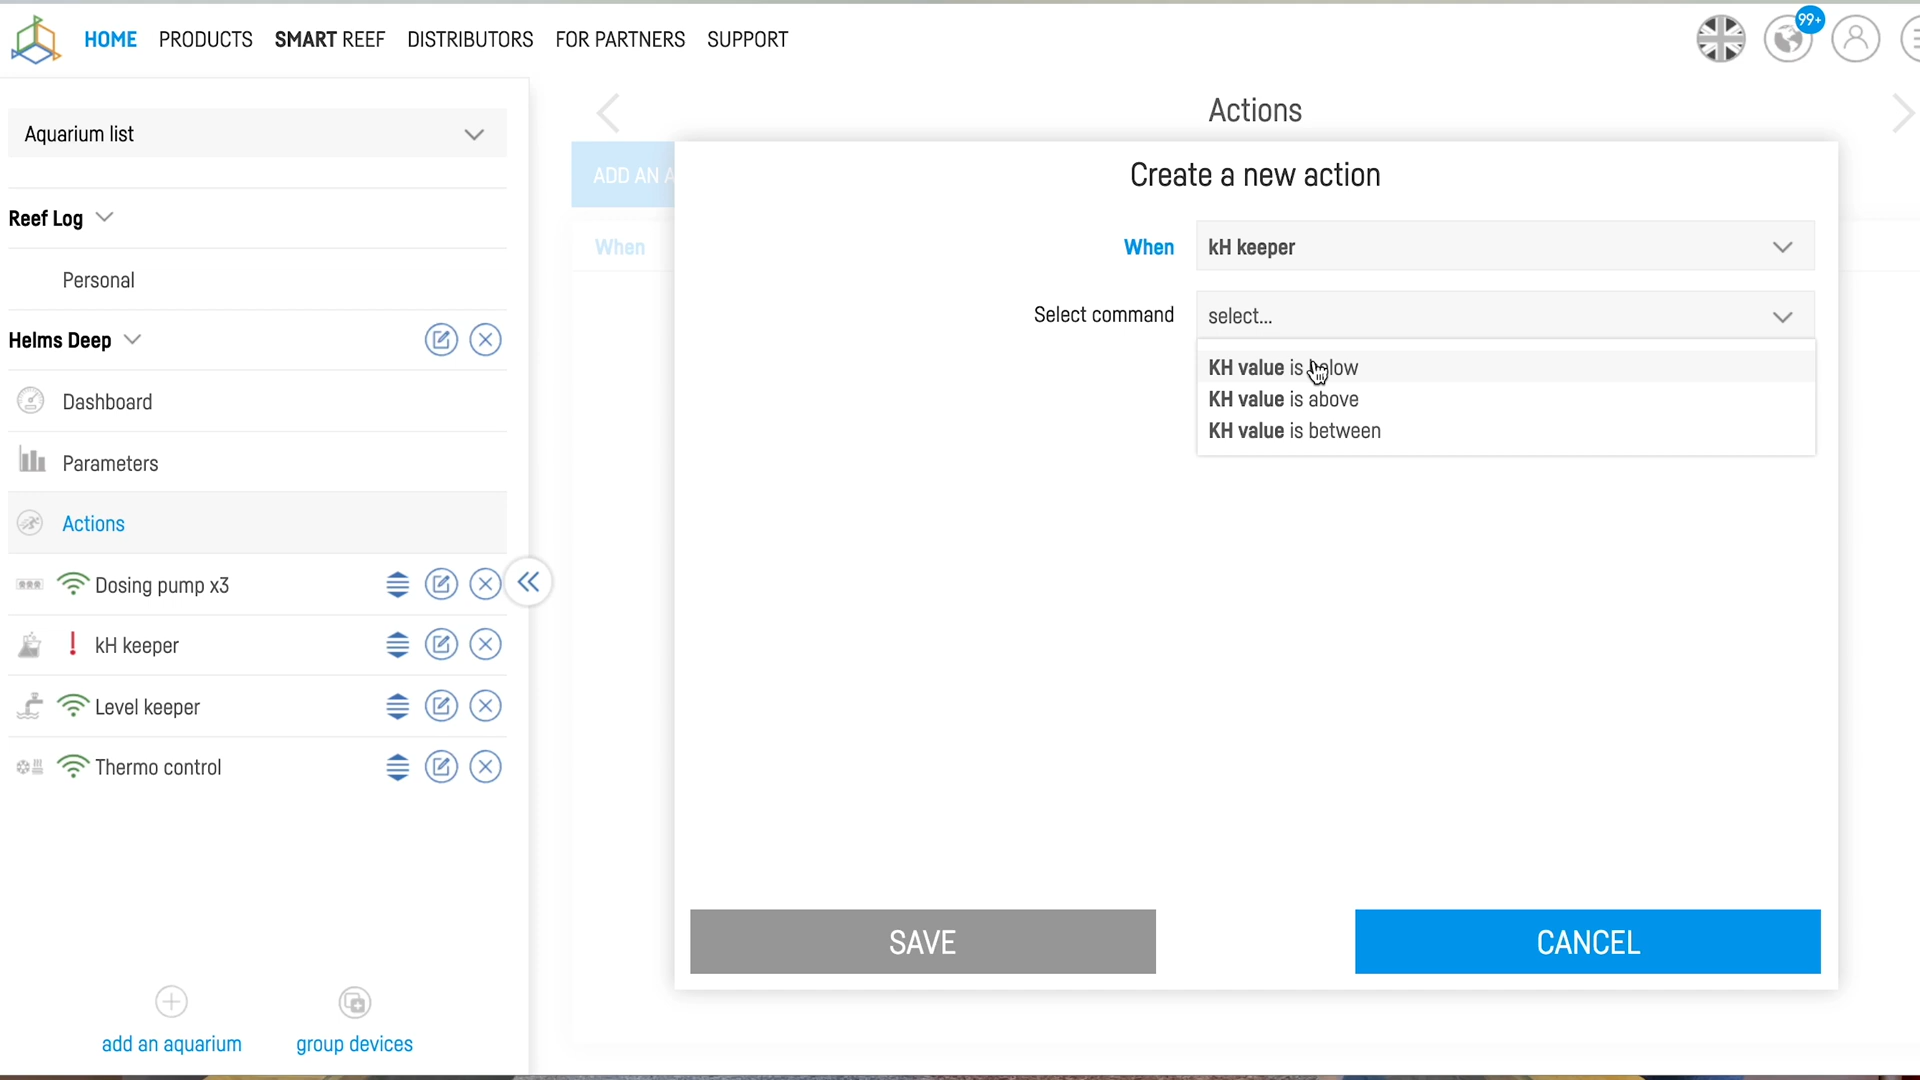 HOME PRODUCTS SMART REEF DISTRIBUTORS FOR PARTNERS SUPPORT
99+
Aquarium list
Reef Log
Personal
Helms Deep
Dashboard
Parameters
Actions
Dosing pump x3
kH keeper
Level keeper
Thermo control
add an aquarium
group devices
Actions
ADD AN A
When
Create a new action
When kH keeper
Select command select...
KH value is below
KH value is above
KH value is between
SAVE
CANCEL